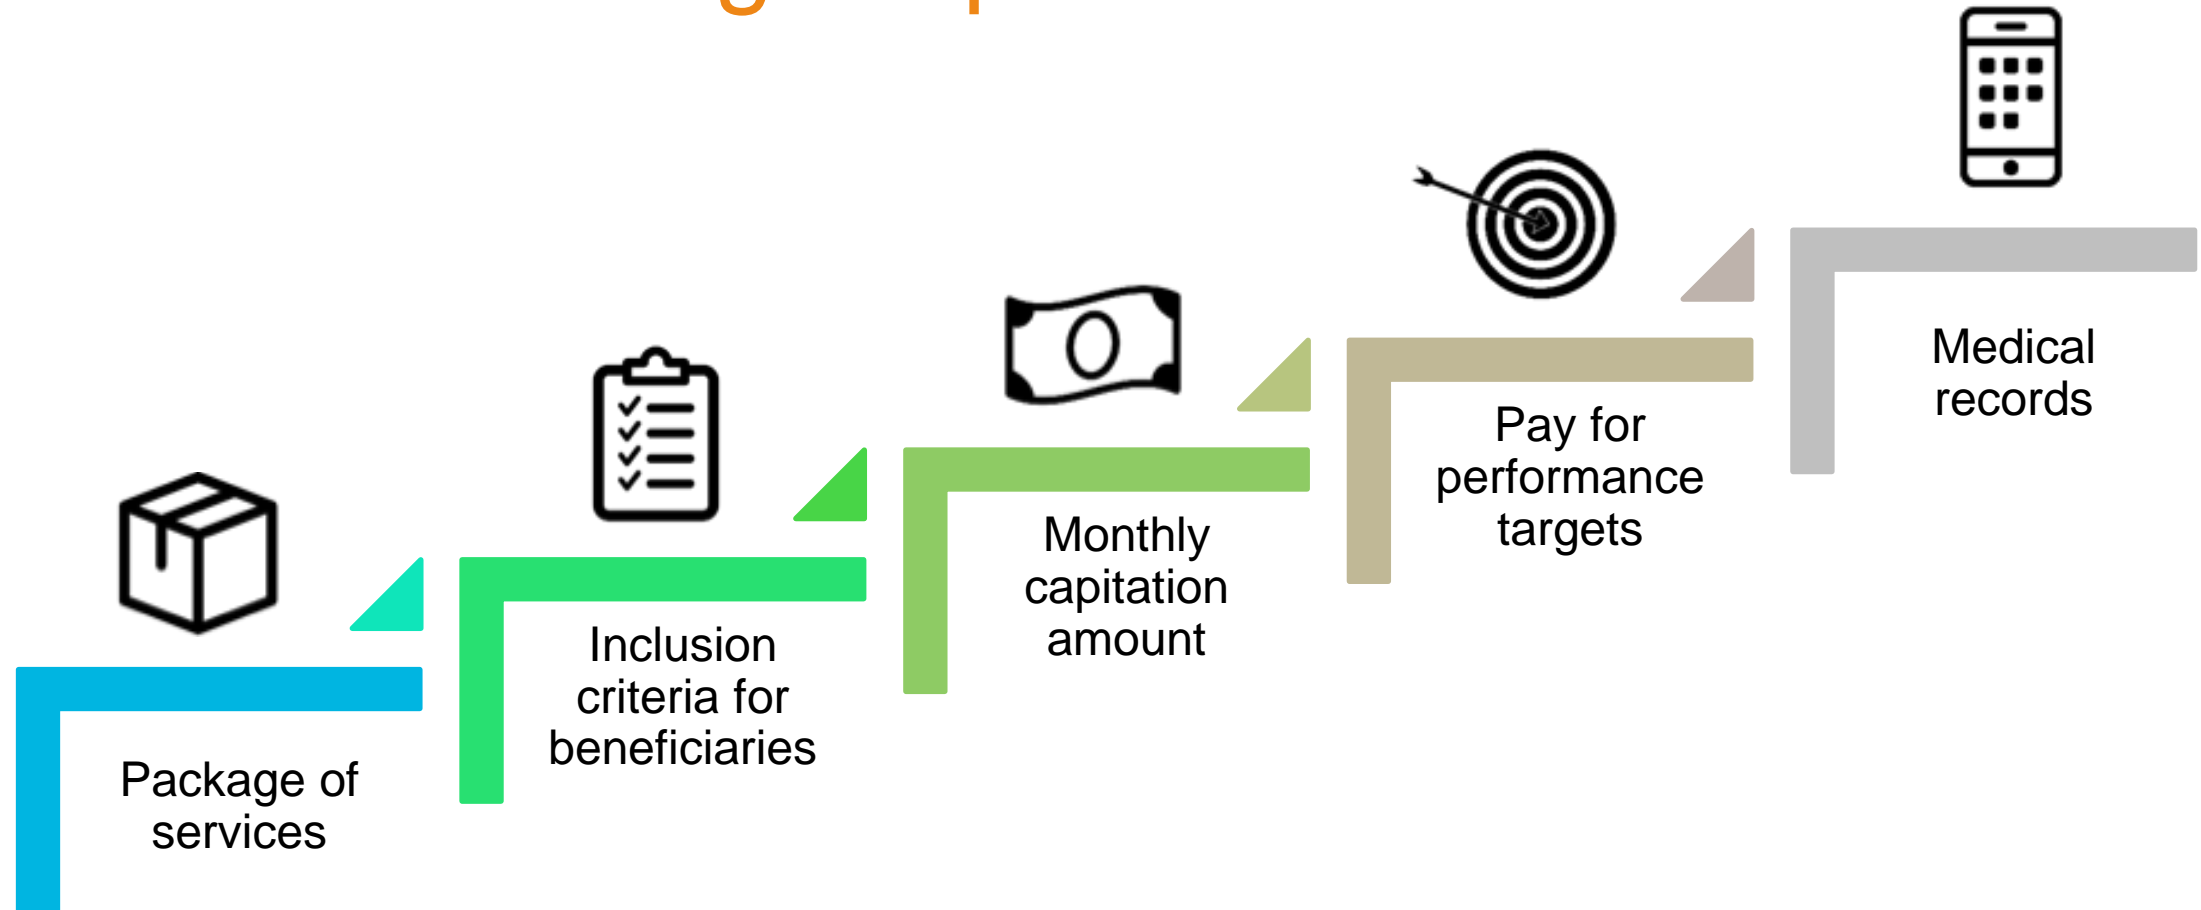 Package of
services
Inclusion
criteria for
beneficiaries
Monthly
capitation
amount
Pay for
performance
targets
Medical
records